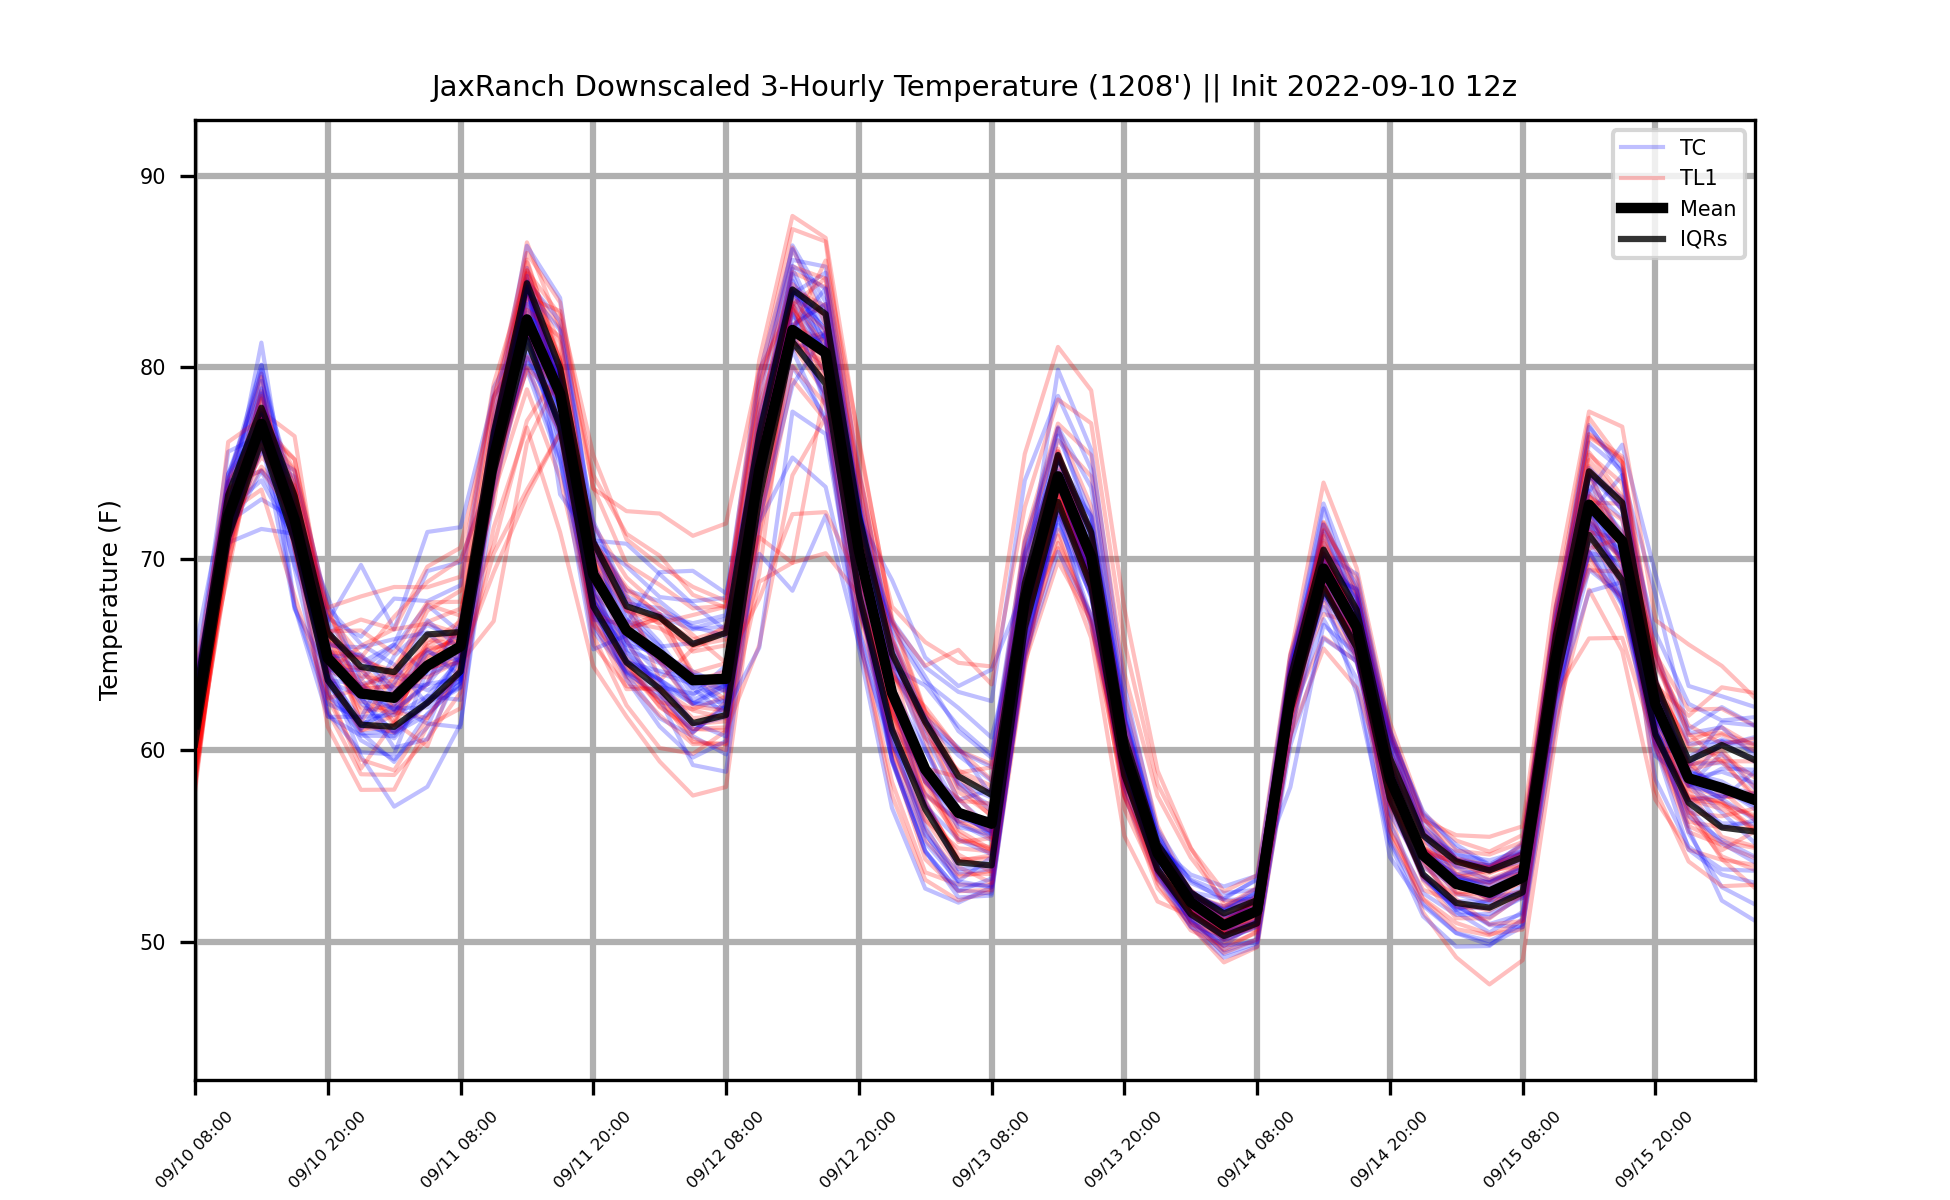 JaxRanch Downscaled 3-Hourly Temperature (1208') || Init 2022-09-10 12z
TC
TL1
Mean
IQRs
Temperature (F)
90
80
70
60
50
09/10 08:00
09/10 20:00
09/11 08:00
09/11 20:00
09/12 08:00
09/12 20:00
09/13 08:00
09/13 20:00
09/14 08:00
09/14 20:00
09/15 08:00
09/15 20:00